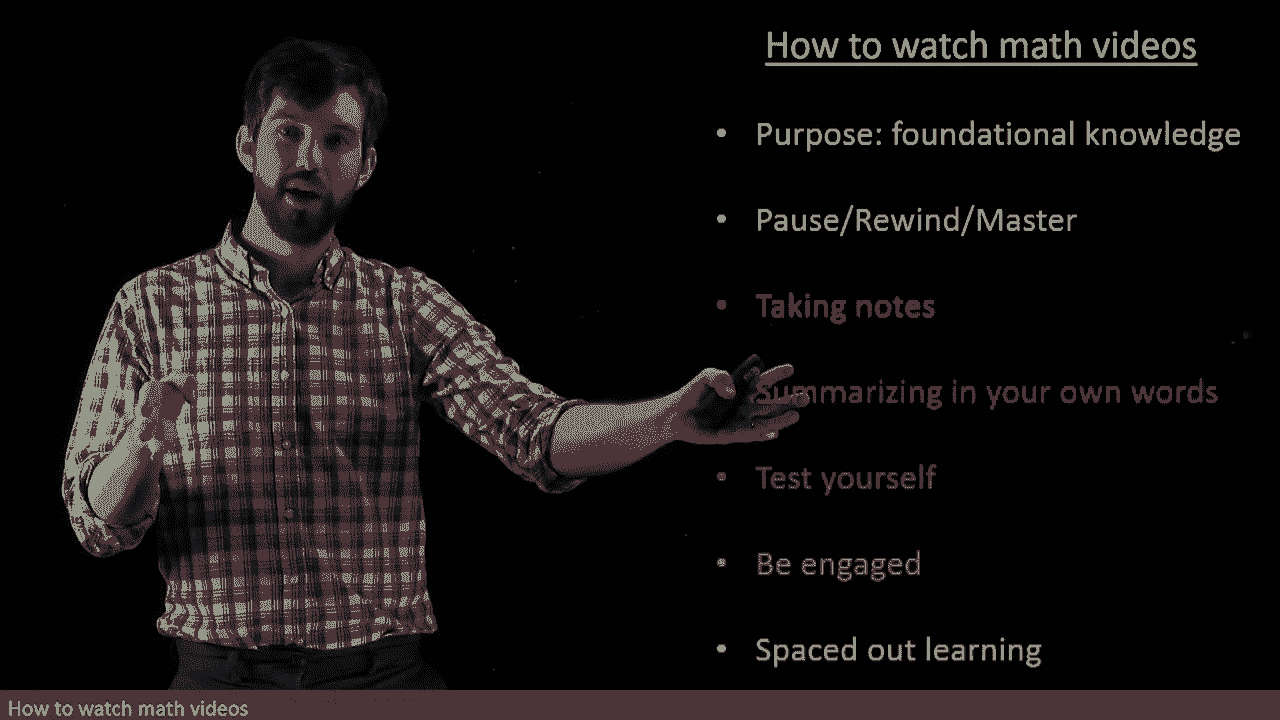 How to watch math videos
• Purpose: foundational knowledge
• Pause/Rewind/Master
• Taking notes
Summarizing in your own words
• Test yourself
• Be engaged
• Spaced out learning
How to watch math videos